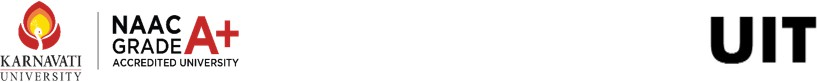 KARNAVATI
UNIVERSITY
NAAC
GRADE A+
ACCREDITED UNIVERSITY
UIT